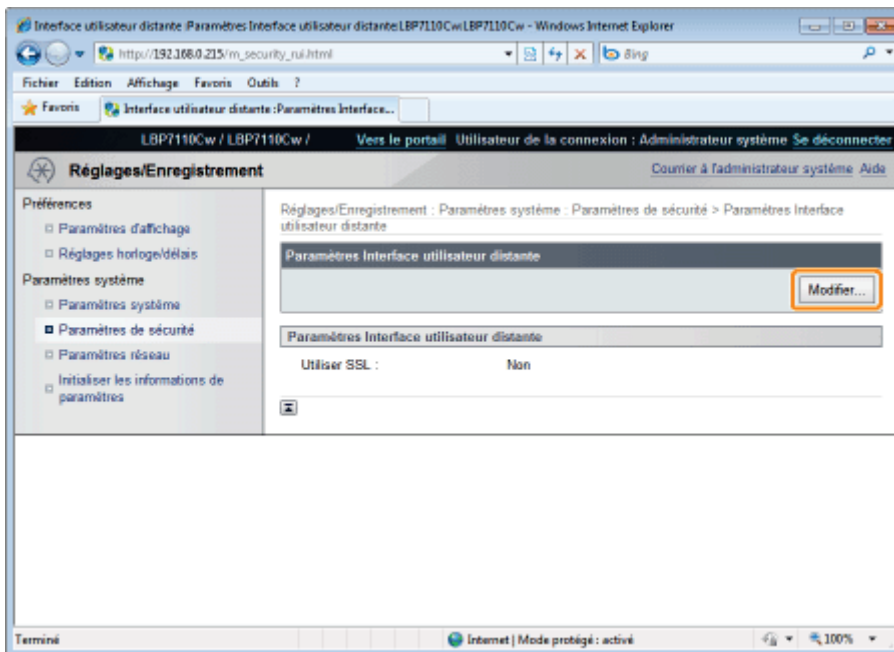 Interface utilisateur distante :Paramètres Interface utilisateur distante:LBP7110Cw:LBP7110Cw - Windows Internet Explorer
http://192.168.0.215/m_security_rui.html
Bing
Fichier Edition Affichage Favoris Outils ?
Favoris
Interface utilisateur distante :Paramètres Interface...
LBP7110Cw / LBP7110Cw /
Vers le portail Utilisateur de la connexion : Administrateur système Se déconnecter
Réglages/Enregistrement
Courrier à l'administrateur système Aide
Préférences
Paramètres d'affichage
Réglages horloge/délais
Paramètres système
Paramètres système
Paramètres de sécurité
Paramètres réseau
Initialiser les informations de
paramètres
Réglages/Enregistrement : Paramètres système : Paramètres de sécurité > Paramètres Interface
utilisateur distante
Paramètres Interface utilisateur distante
Modifier...
Paramètres Interface utilisateur distante
Utiliser SSL : Non
Terminé
Internet | Mode protégé : activé
100%